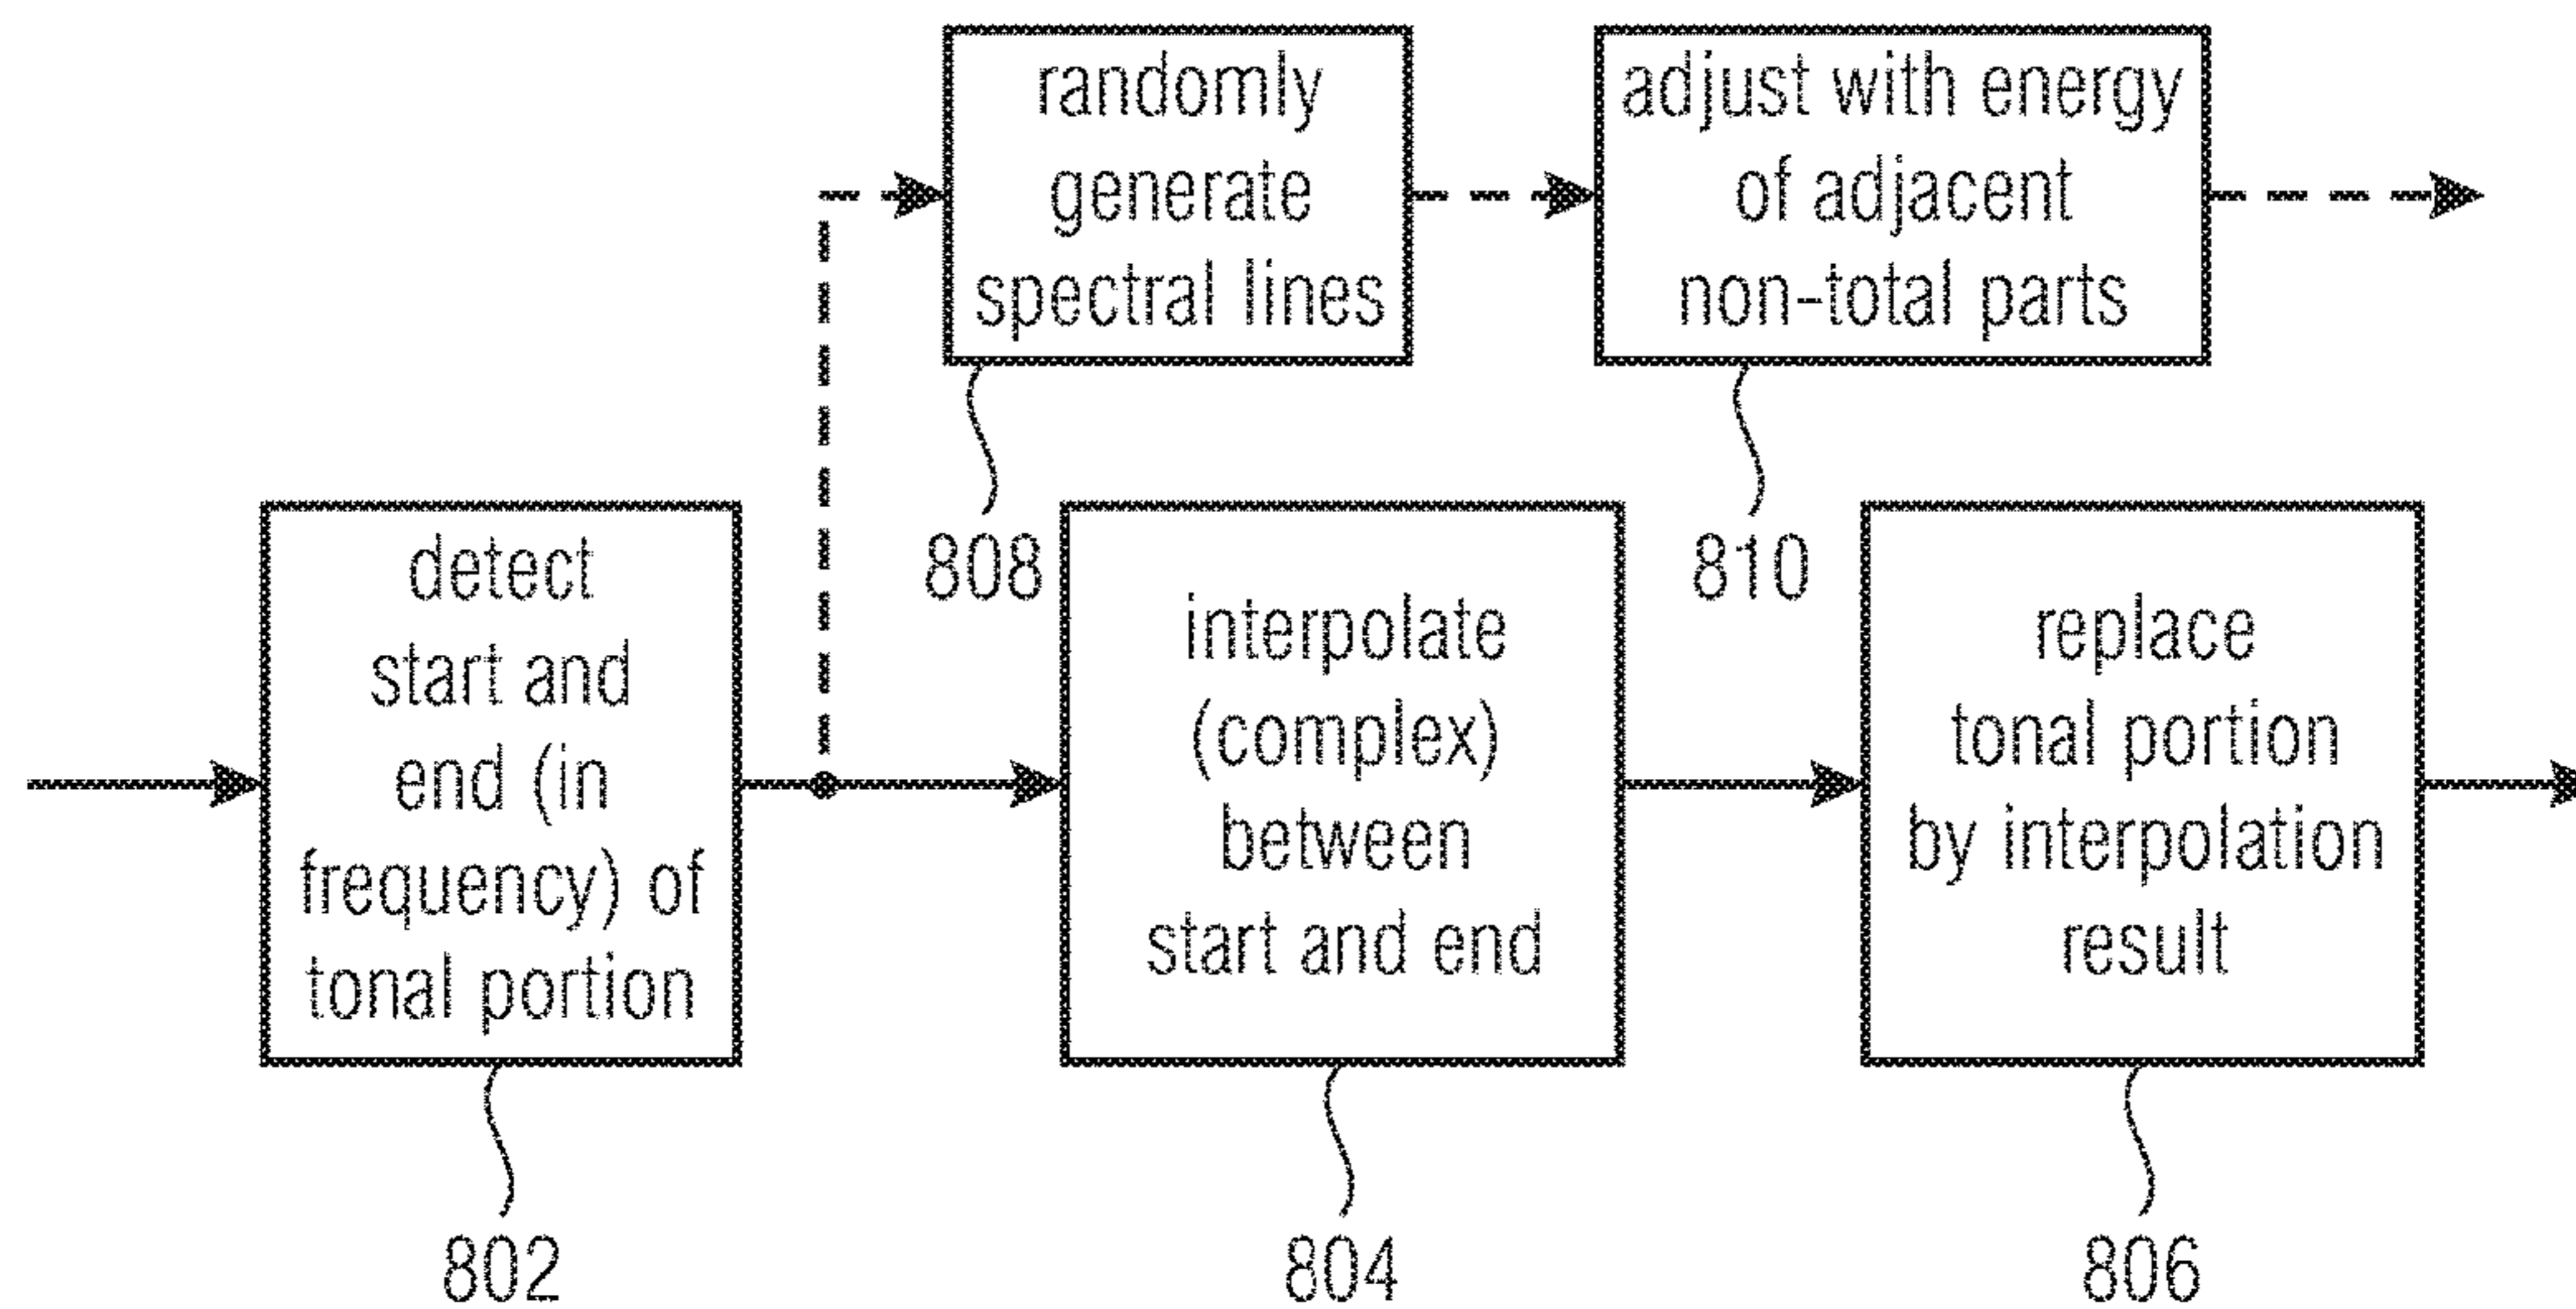 randomly
generate
spectral lines
adjust with energy
of adjacent
non-total parts
808
810
detect
start and
end (in
frequency) of
tonal portion
interpolate
(complex)
between
start and end
replace
tonal portion
by interpolation
result
802
804
806